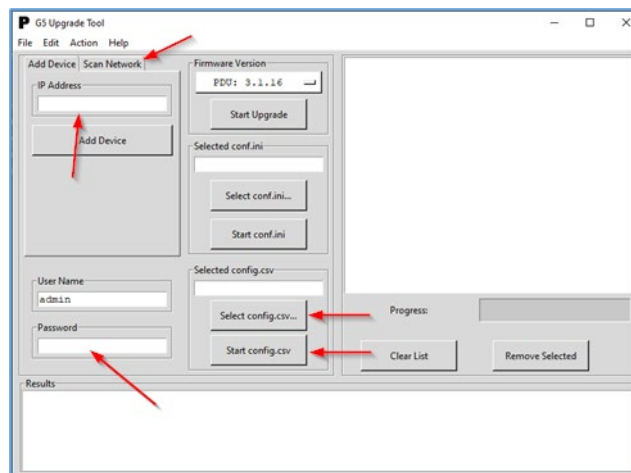 P G5 Upgrade Tool
File Edit Action Help
Add Device Scan Network
IP Address
Add Device
User Name
admin
Password
Firmware Version
PDU: 3.1.16
Start Upgrade
Selected conf.ini
Select conf.ini...
Start conf.ini
Selected config.csv
Select config.csv...
Start config.csv
Progress:
Clear List Remove Selected
Results